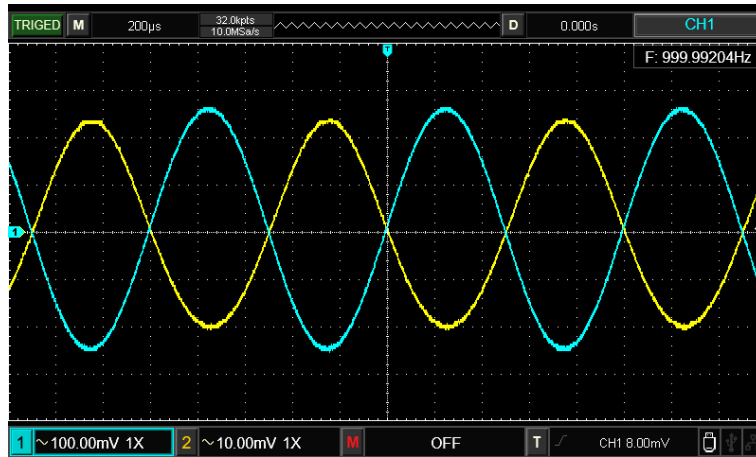 TRIGED M 200μs 32.0kpts D 0.000s CH1
10.0MSa/s
F: 999.99204Hz
T
1
1 ~100.00mV 1X 2 ~10.00mV 1X M OFF T CH1 8.00mV